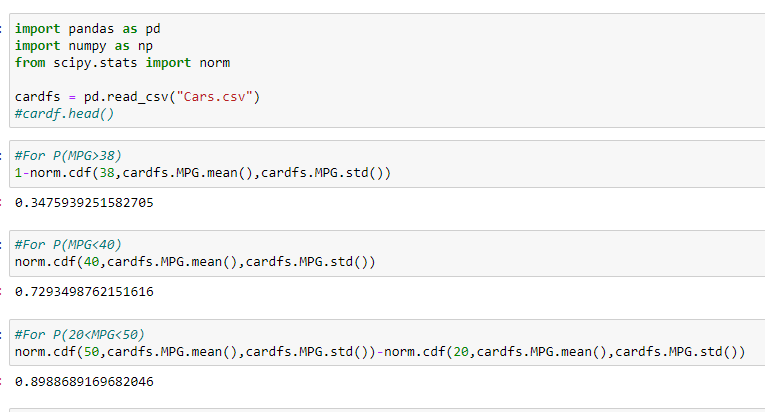 import pandas as pd
import numpy as np
from scipy.stats import norm
cardfs = pd.read_csv("Cars.csv")
#cardf.head()
#For P(MPG>38)
1-norm.cdf(38,cardfs.MPG.mean(),cardfs.MPG.std())
0.3475939251582705
#For P(MPG<40)
norm.cdf(40,cardfs.MPG.mean(),cardfs.MPG.std())
0.7293498762151616
#For P(20<MPG<50)
norm.cdf(50,cardfs.MPG.mean(),cardfs.MPG.std())-norm.cdf(20,cardfs.MPG.mean(),cardfs.MPG.std())
0.8988689169682046